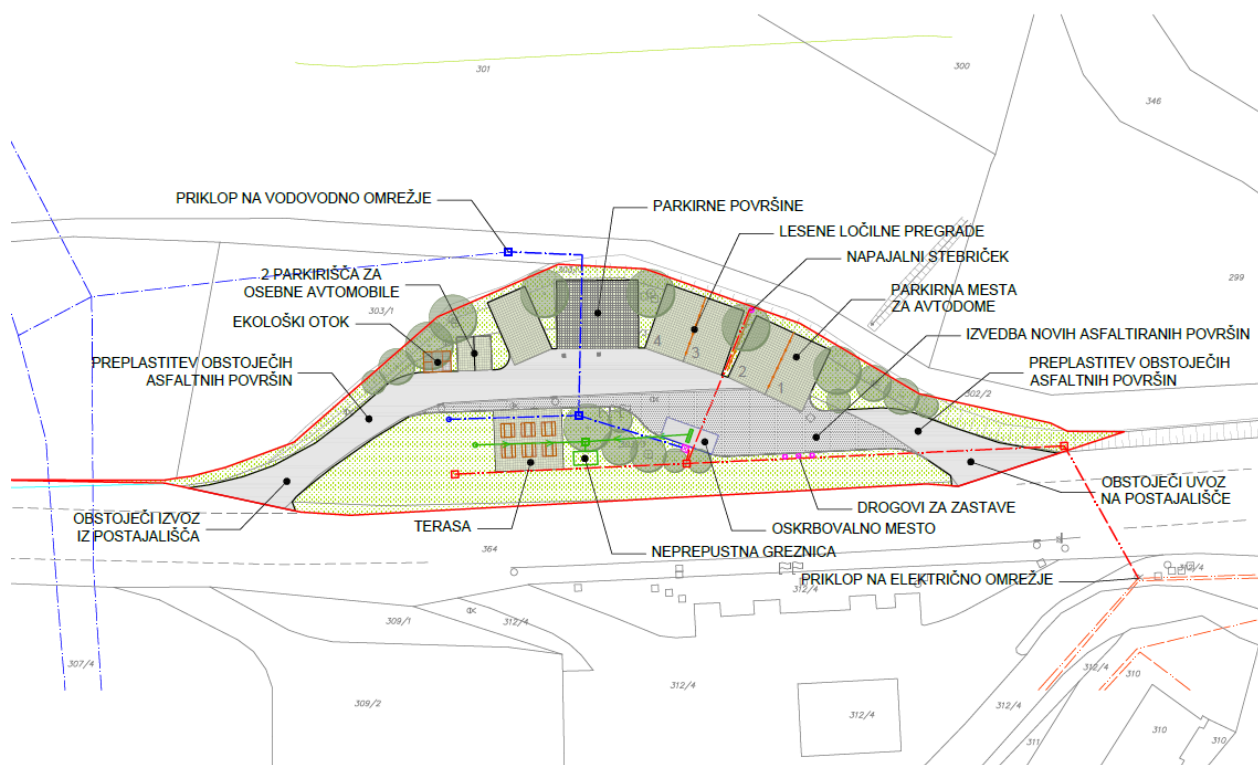 301
300
346
PRIKLOP NA VODOVODNO OMREŽJE
PARKIRNE POVRŠINE
LESENE LOČILNE PREGRADE
NAPAJALNI STEBRIČEK
2 PARKIRIŠČA ZA
OSEBNE AVTOMOBILE
PARKIRNA MESTA
ZA AVTODOME
299
303/1
EKOLOŠKI OTOK
IZVEDBA NOVIH ASFALTIRANIH POVRŠIN
4
3
2
1
PREPLASTITEV OBSTOJEČIH
ASFALTNIH POVRŠIN
PREPLASTITEV OBSTOJEČIH
ASFALTNIH POVRŠIN
302/2
OBSTOJEČI UVOZ
NA POSTAJALIŠČE
OBSTOJEČI IZVOZ
IZ POSTAJALIŠČA
TERASA
DROGOVI ZA ZASTAVE
OSKRBOVALNO MESTO
364
NEPREPUSTNA GREZNICA
PRIKLOP NA ELEKTRIČNO OMREŽJE
312/4
309/1
312/4
307/4
309/2
312/4
312/4
312/4
310
312/4
311
310
310